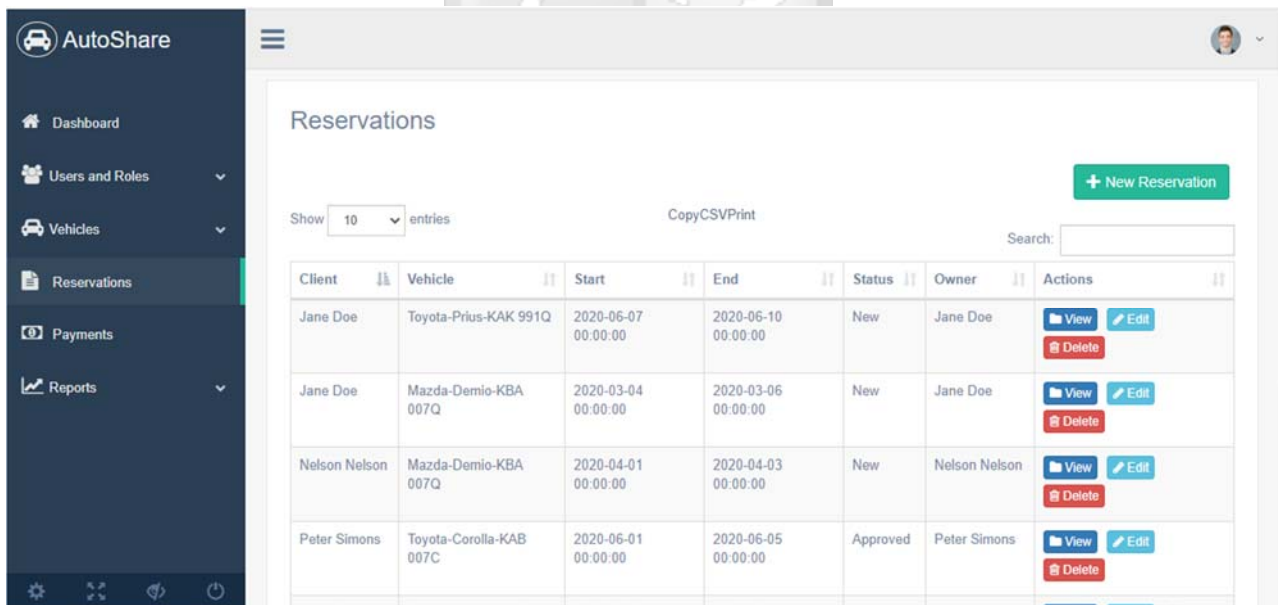 AutoShare
Dashboard
Users and Roles
Vehicles
Reservations
Payments
Reports
Reservations
New Reservation
Show 10 entries
CopyCSVPrint
Search:
Client Vehicle Start End Status Owner Actions
Jane Doe Toyota-Prius-KAK 991Q 2020-06-07 2020-06-10 New Jane Doe View Edit
00:00:00 00:00:00 Delete
Jane Doe Mazda-Demio-KBA 2020-03-04 2020-03-06 New Jane Doe View Edit
007Q 00:00:00 00:00:00 Delete
Nelson Nelson Mazda-Demio-KBA 2020-04-01 2020-04-03 New Nelson Nelson View Edit
007Q 00:00:00 00:00:00 Delete
Peter Simons Toyota-Corolla-KAB 2020-06-01 2020-06-05 Approved Peter Simons View Edit
007C 00:00:00 00:00:00 Delete